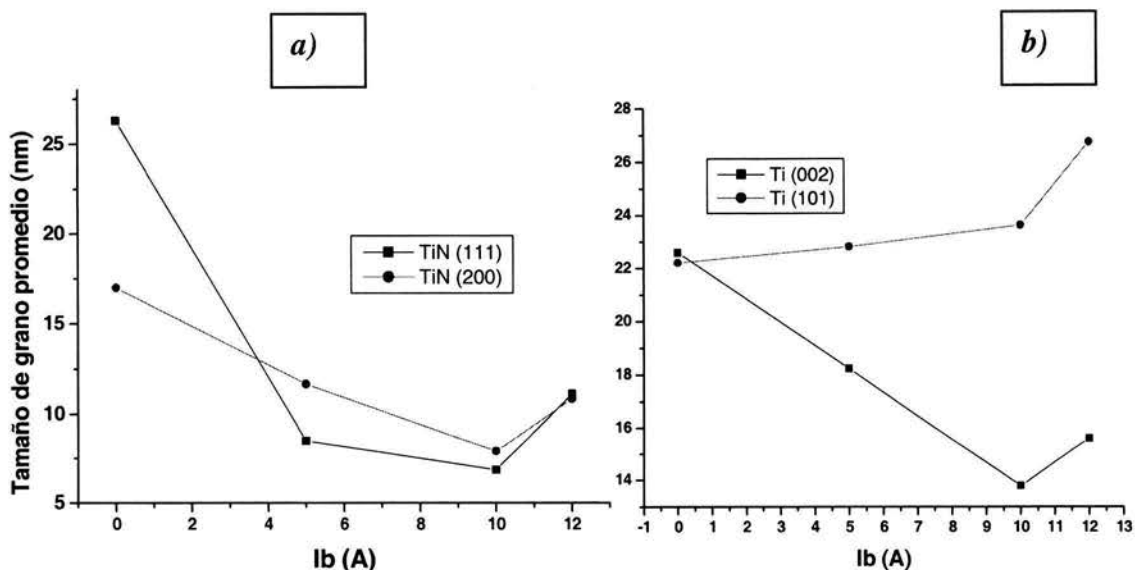 a)
b)
Tamaño de grano promedio (nm)
25
20
15
10
5
TiN (111)
TiN (200)
0 2 4 6 8 10 12
Ib (A)
28
26
24
22
20
18
16
14
Ti (002)
Ti (101)
-1 0 1 2 3 4 5 6 7 8 9 10 11 12 13
Ib (A)